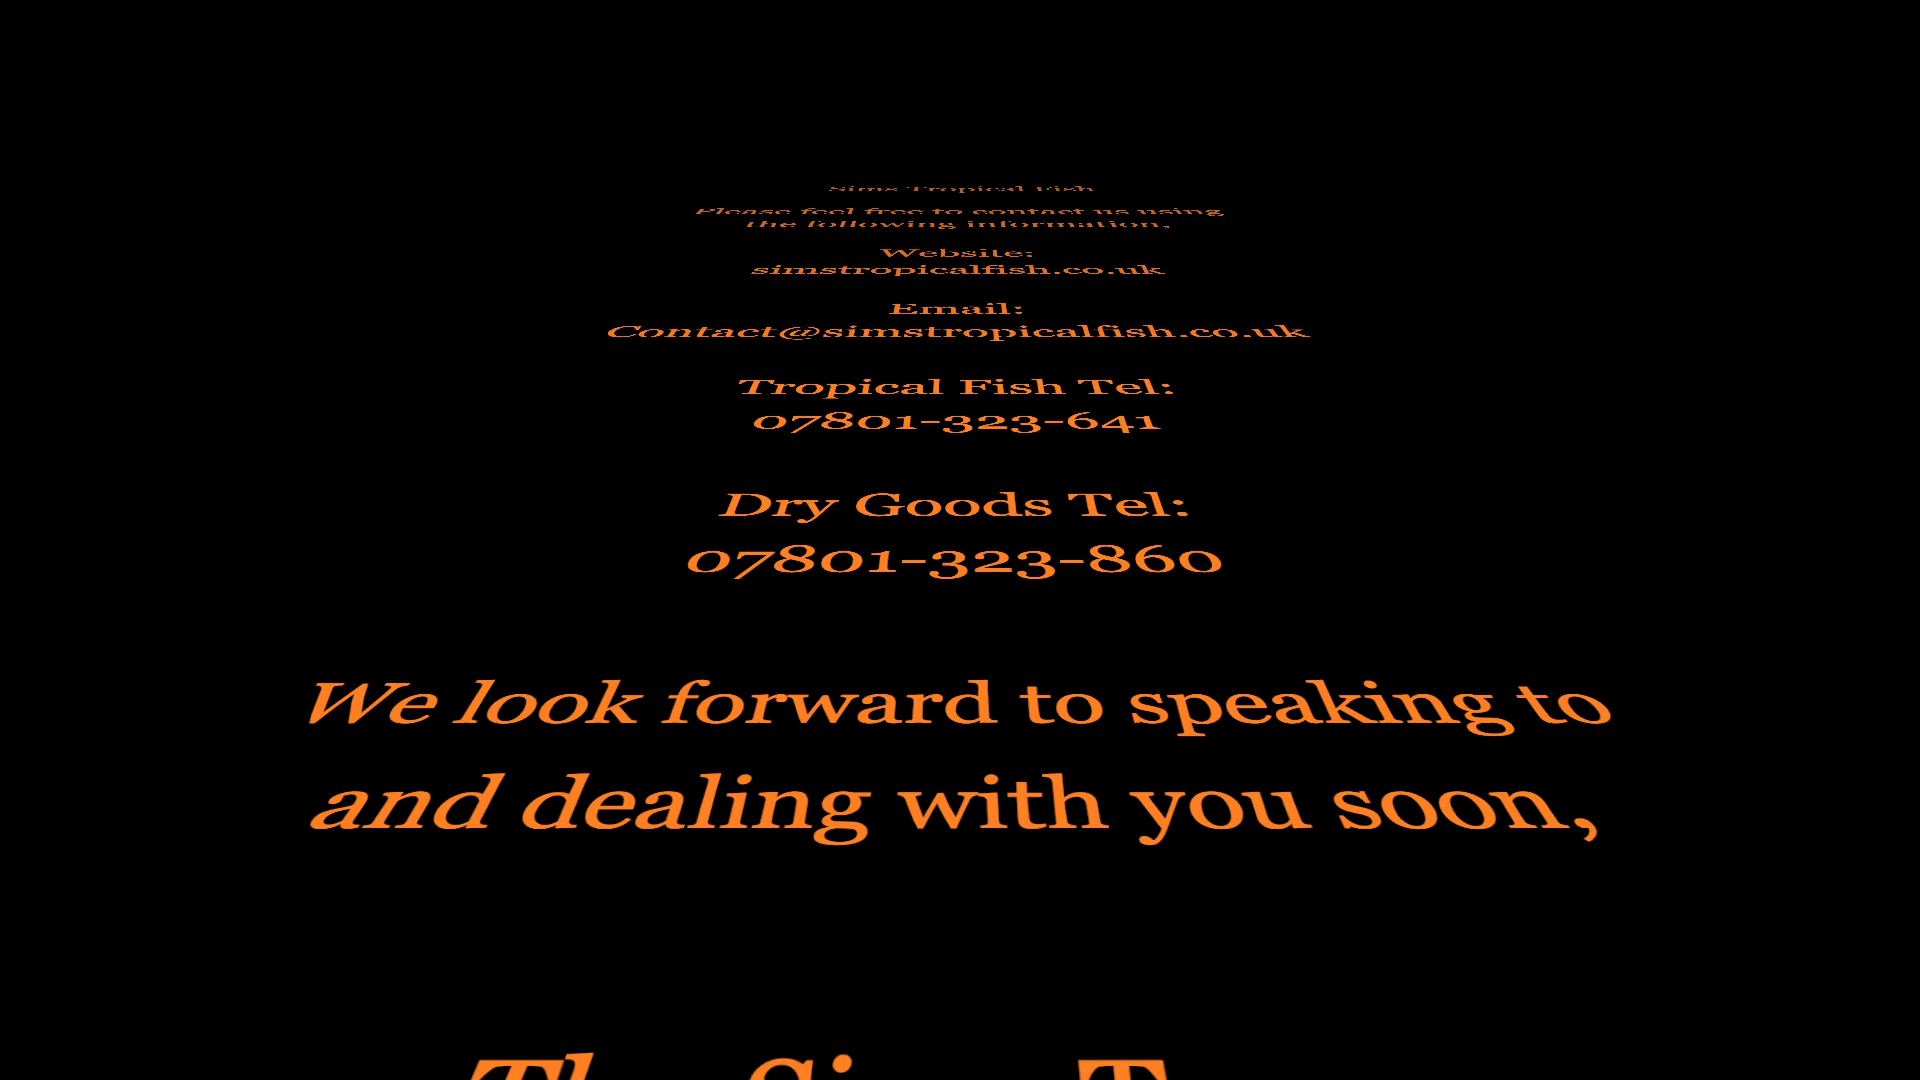 Sims Tropical Fish
Please feel free to contact us using
the following information,
Website:
simstropicalfish.co.uk
Email:
Contact@simstropicalfish.co.uk
Tropical Fish Tel:
07801-323-641
Dry Goods Tel:
07801-323-860
We look forward to speaking to
and dealing with you soon,